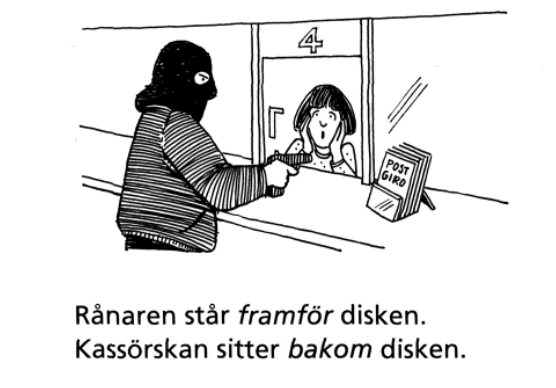 4
POST
GIRO
Rånaren står framför disken.
Kassörskan sitter bakom disken.